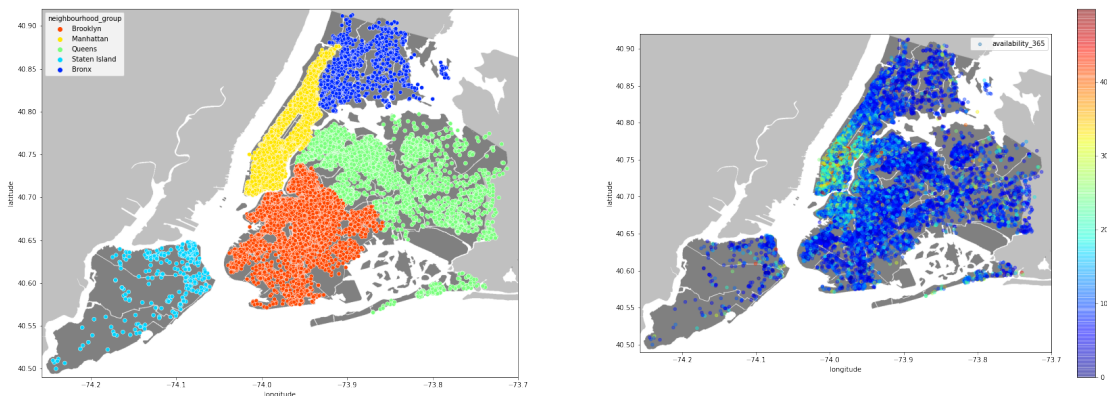 neighbourhood_group
Brooklyn
Manhattan
Queens
Staten Island
Bronx
latitude
40.90
40.85
40.80
40.75
40.70
40.65
40.60
40.55
40.50
−74.2
−74.1
−74.0
−73.9
−73.8
−73.7
longitude
availability_365
latitude
40.90
40.85
40.80
40.75
40.70
40.65
40.60
40.55
40.50
−74.2
−74.1
−74.0
−73.9
−73.8
−73.7
longitude
0